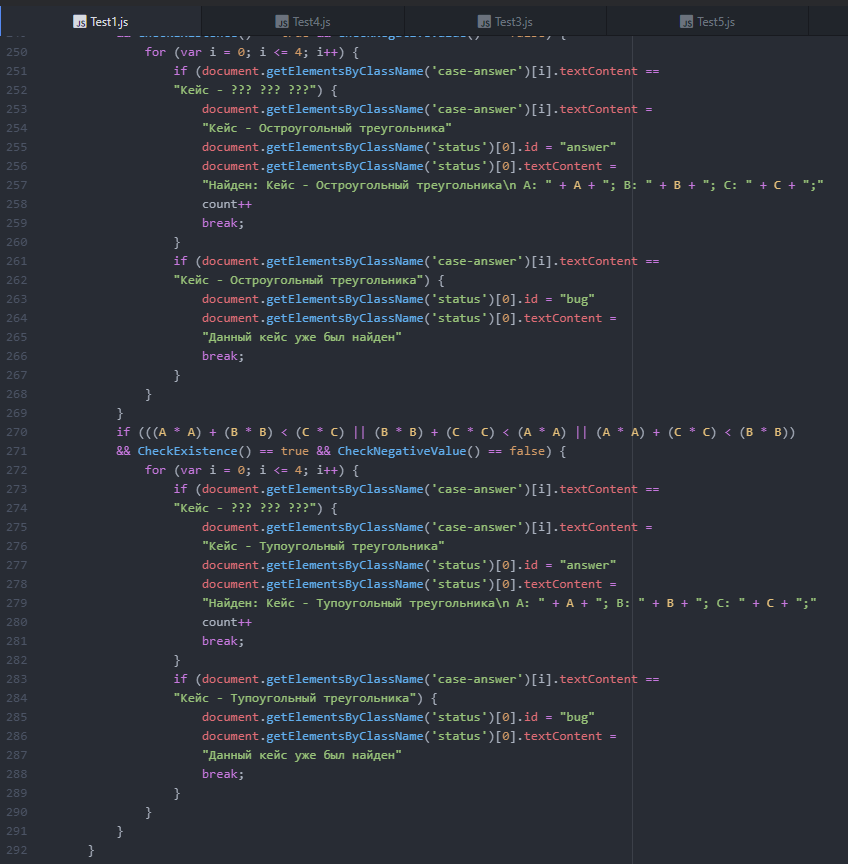 Test1.js
Test4.js
Test3.js
Test5.js
250 for (var i = 0; i <= 4; i++) {
251 if (document.getElementsByClassName('case-answer')[i].textContent ==
252 "Кейс - ??? ??? ???") {
253 document.getElementsByClassName('case-answer')[i].textContent =
254 "Кейс - Остроугольный треугольника"
255 document.getElementsByClassName('status')[0].id = "answer"
256 document.getElementsByClassName('status')[0].textContent =
257 "Найден: Кейс - Остроугольный треугольника\n A: " + A + "; B: " + B + "; C: " + C + ";"
258 count++
259 break;
260 }
261 if (document.getElementsByClassName('case-answer')[i].textContent ==
262 "Кейс - Остроугольный треугольника") {
263 document.getElementsByClassName('status')[0].id = "bug"
264 document.getElementsByClassName('status')[0].textContent =
265 "Данный кейс уже был найден"
266 break;
267 }
268 }
269 }
270 if (((A * A) + (B * B) < (C * C) || (B * B) + (C * C) < (A * A) || (A * A) + (C * C) < (B * B))
271 && CheckExistence() == true && CheckNegativeValue() == false) {
272 for (var i = 0; i <= 4; i++) {
273 if (document.getElementsByClassName('case-answer')[i].textContent ==
274 "Кейс - ??? ??? ???") {
275 document.getElementsByClassName('case-answer')[i].textContent =
276 "Кейс - Тупоугольный треугольника"
277 document.getElementsByClassName('status')[0].id = "answer"
278 document.getElementsByClassName('status')[0].textContent =
279 "Найден: Кейс - Тупоугольный треугольника\n A: " + A + "; B: " + B + "; C: " + C + ";"
280 count++
281 break;
282 }
283 if (document.getElementsByClassName('case-answer')[i].textContent ==
284 "Кейс - Тупоугольный треугольника") {
285 document.getElementsByClassName('status')[0].id = "bug"
286 document.getElementsByClassName('status')[0].textContent =
287 "Данный кейс уже был найден"
288 break;
289 }
290 }
291 }
292 }